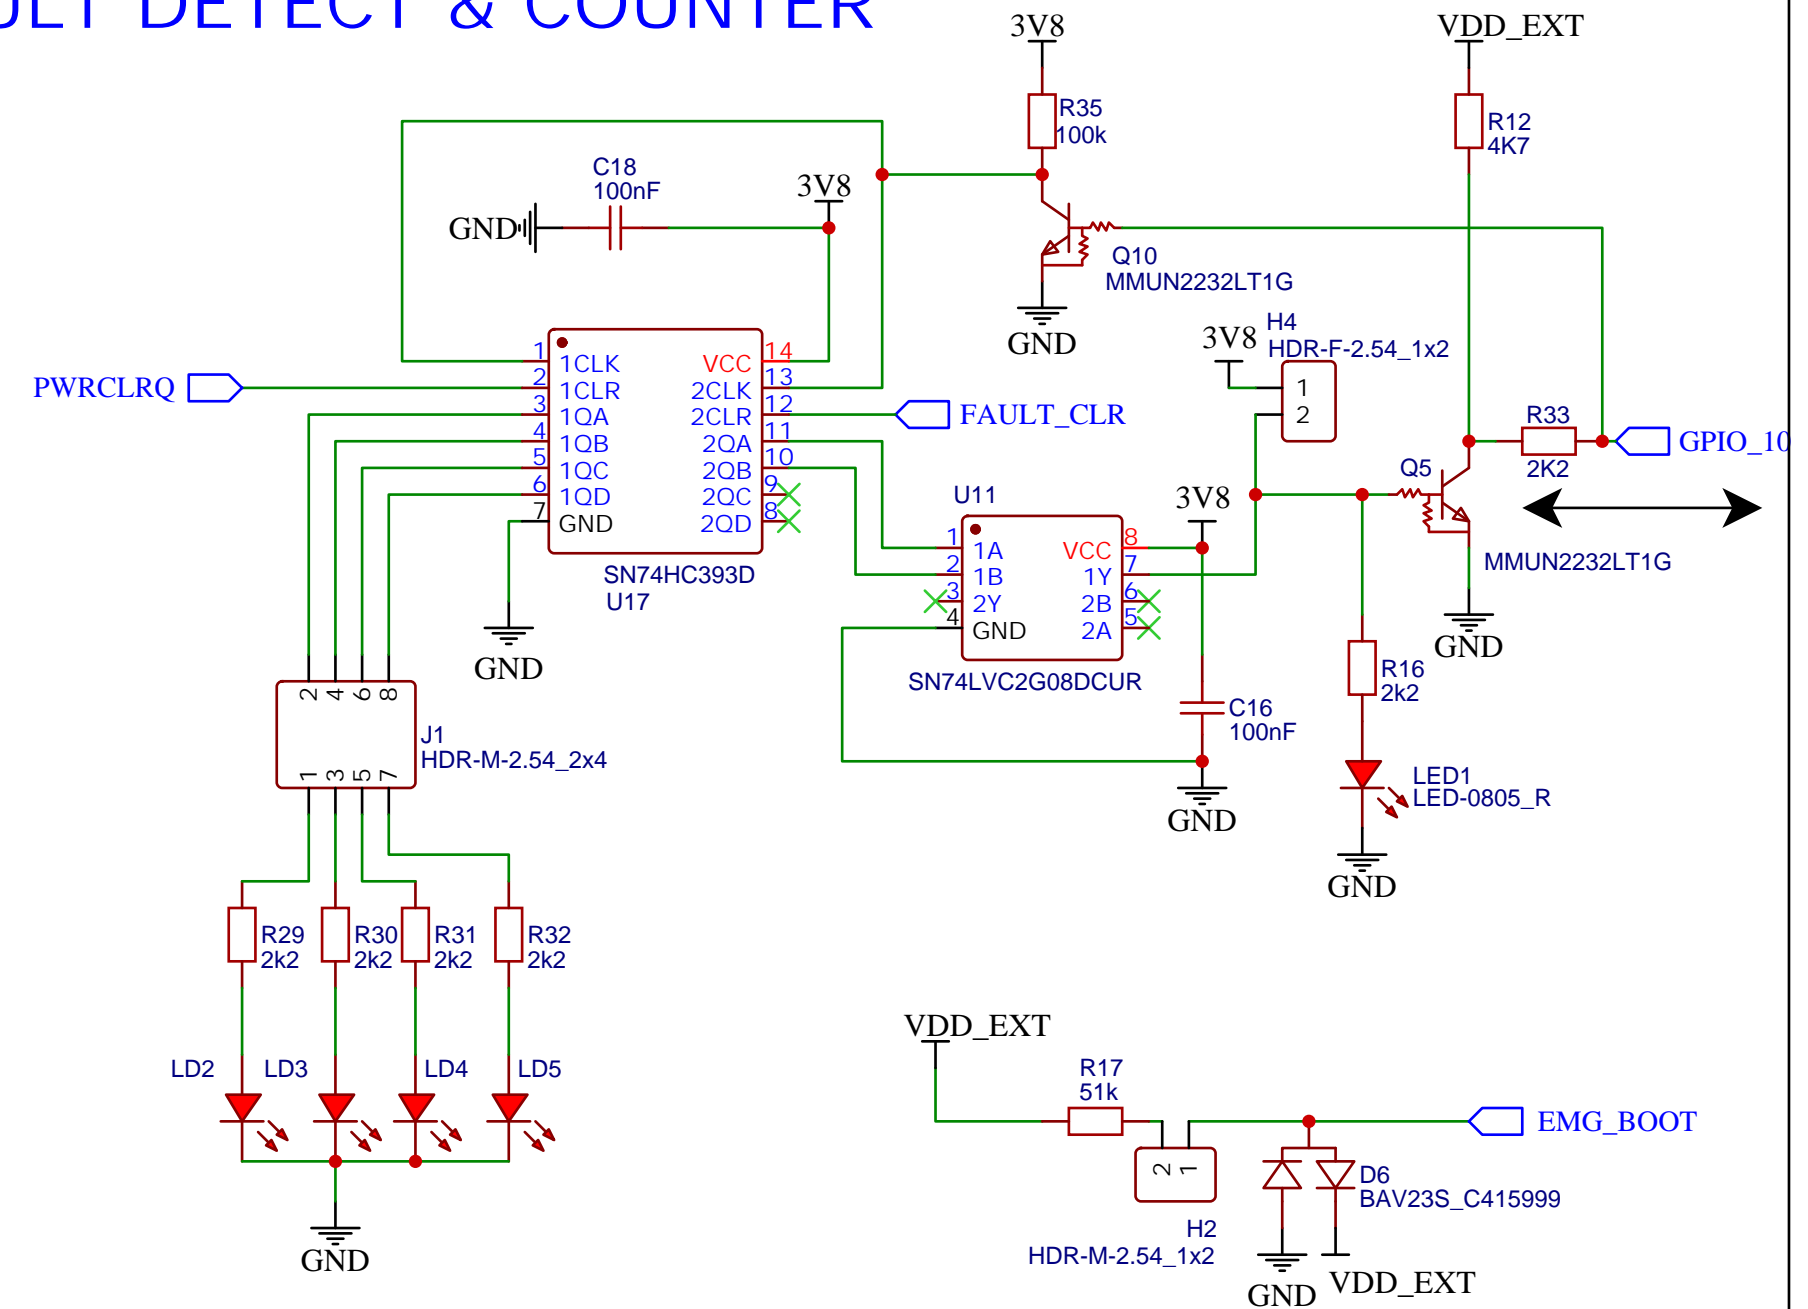 DETECT & COUNTER
3V8
VDD_EXT
R35
100k
R12
4K7
C18
100nF
3V8
GND
Q10
MMUN2232LT1G
GND
3V8
H4
HDR-F-2.54_1x2
1
2
PWRCLRQ
1
2
3
4
5
6
7
1CLK
1CLR
1QA
1QB
1QC
1QD
GND
VCC
2CLK
2CLR
2QA
2QB
2QC
2QD
14
13
12
11
10
9
8
SN74HC393D
U17
FAULT_CLR
R33
2K2
GPIO_10
Q5
MMUN2232LT1G
GND
U11
3V8
1
2
3
4
1A
1B
2Y
GND
VCC
1Y
2B
2A
8
7
6
5
SN74LVC2G08DCUR
GND
C16
100nF
GND
R16
2k2
LED1
LED-0805_R
GND
2 4 6 8
1 3 5 7
J1
HDR-M-2.54_2x4
R29
2k2
R30
2k2
R31
2k2
R32
2k2
LD2
LD3
LD4
LD5
GND
VDD_EXT
R17
51k
2 1
H2
HDR-M-2.54_1x2
EMG_BOOT
D6
BAV23S_C415999
GND
VDD_EXT